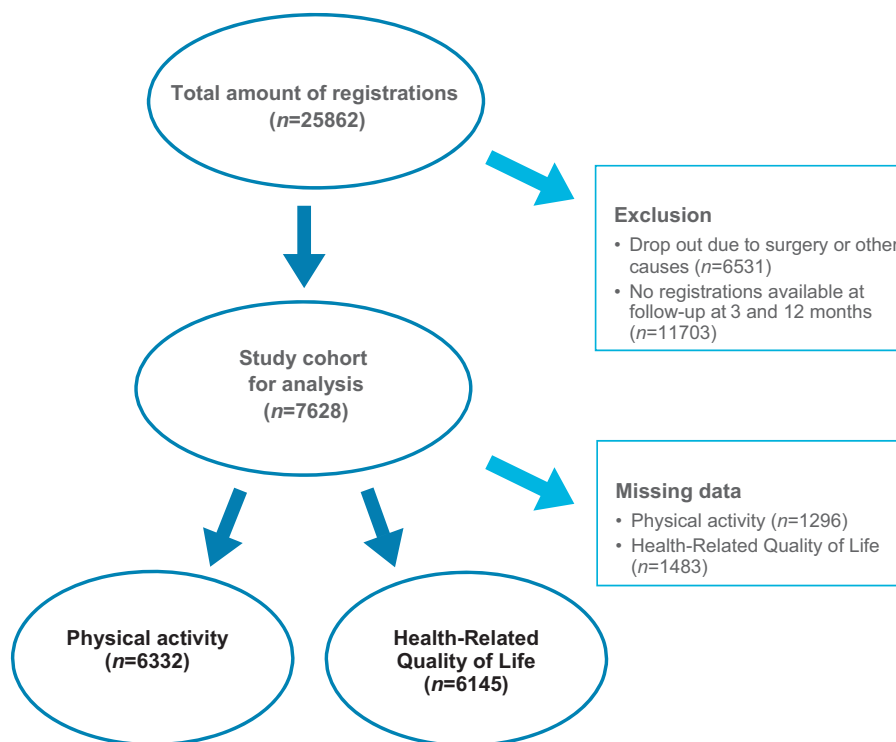 Total amount of registrations
(n=25862)
Exclusion
• Drop out due to surgery or other
causes (n=6531)
• No registrations available at
follow-up at 3 and 12 months
(n=11703)
Study cohort
for analysis
(n=7628)
Missing data
• Physical activity (n=1296)
• Health-Related Quality of Life
(n=1483)
Physical activity
(n=6332)
Health-Related
Quality of Life
(n=6145)